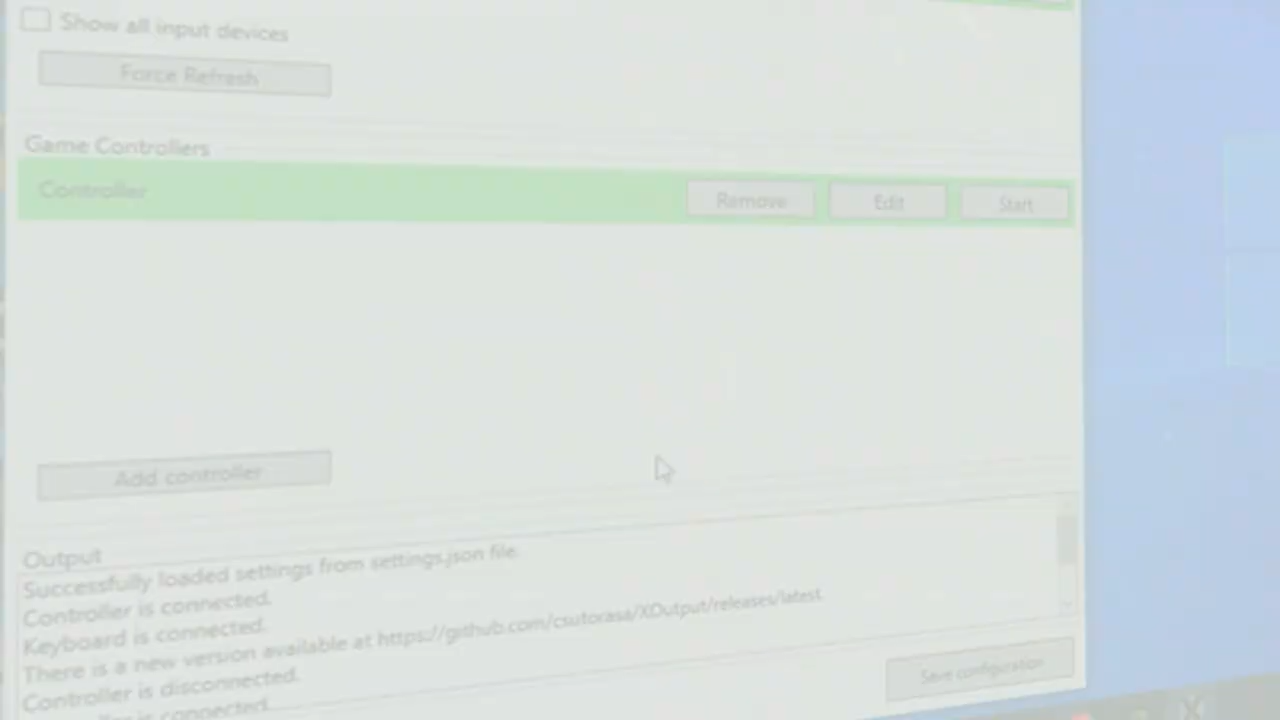 Show all input devices
Force Refresh
Game Controllers
Controller
Remove
Edit
Start
Add controller
Output
Successfully loaded settings from settings.json file.
Controller is connected.
Keyboard is connected.
There is a new version available at https://github.com/csutorasa/XOutput/releases/latest
Controller is disconnected.
is connected.
Save configuration